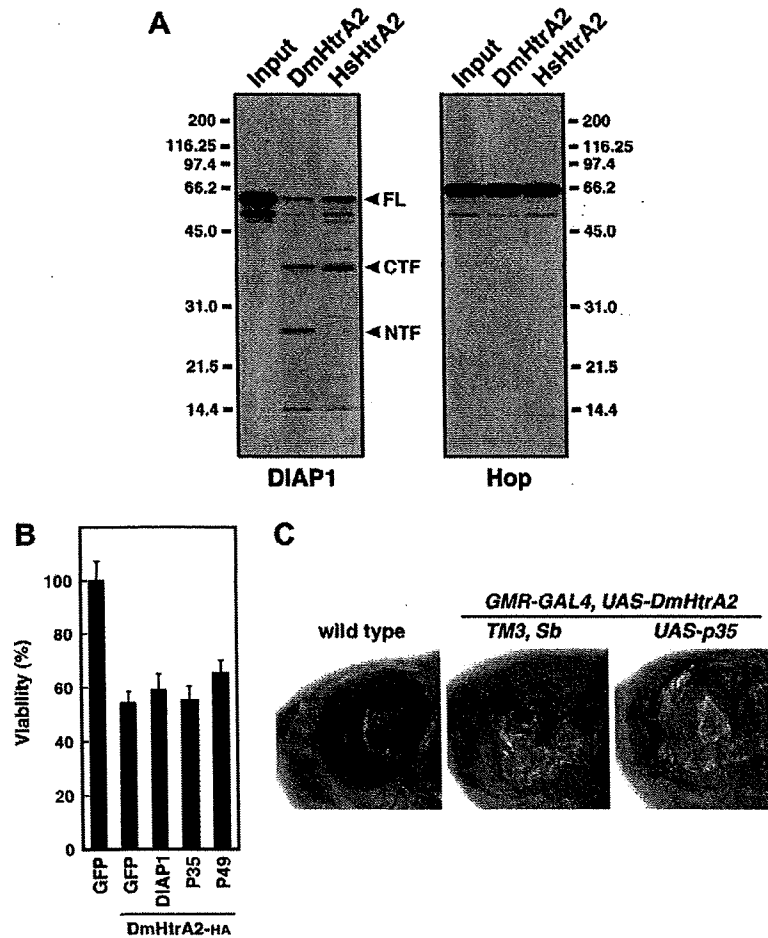 A
Input DmHtrA2 HsHtrA2
Input DmHtrA2 HsHtrA2
200
116.25
97.4
66.2
45.0
31.0
21.5
14.4
FL
CTF
NTF
200
116.25
97.4
66.2
45.0
31.0
21.5
14.4
DIAP1
Hop
B
Viability (%)
100
80
60
40
20
0
GFP
GFP
DIAP1
P35
P49
DmHtrA2-HA
C
GMR-GAL4, UAS-DmHtrA2
wild type
TM3, Sb
UAS-p35